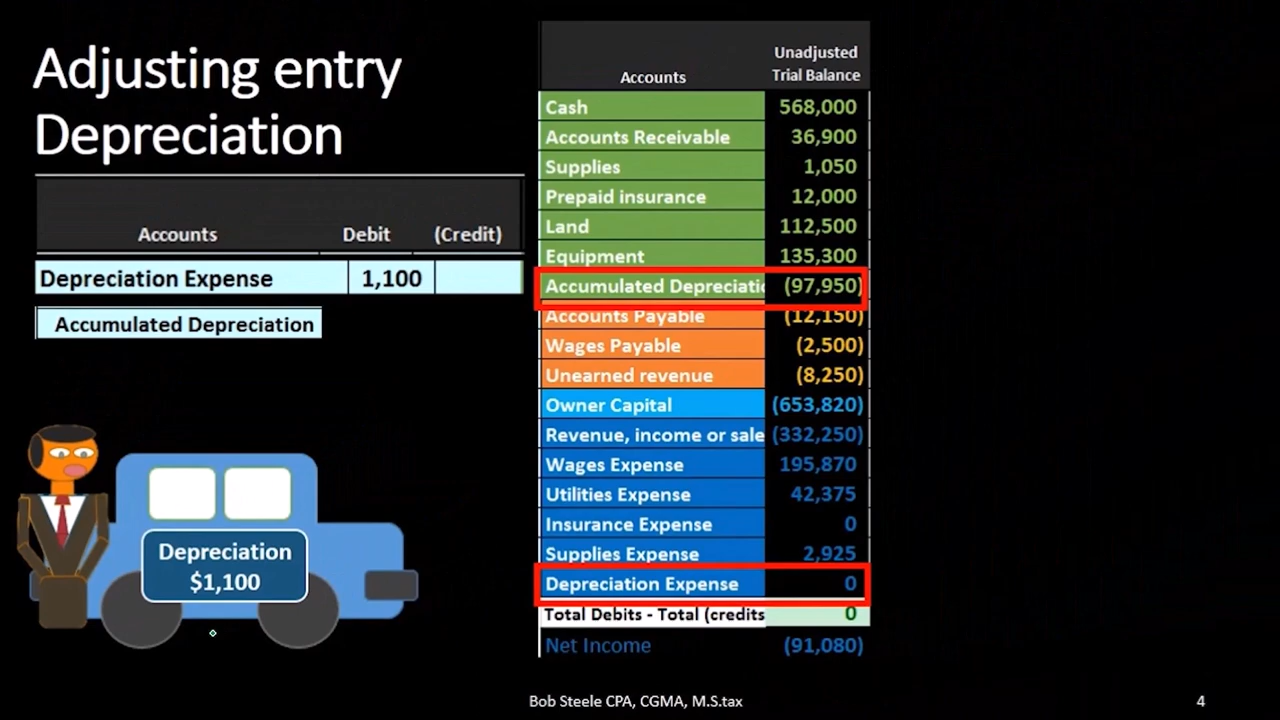 Adjusting entry
Depreciation
Accounts Debit (Credit)
Depreciation Expense 1,100
Accumulated Depreciation
Depreciation
$1,100
Accounts Unadjusted Trial Balance
Cash 568,000
Accounts Receivable 36,900
Supplies 1,050
Prepaid insurance 12,000
Land 112,500
Equipment 135,300
Accumulated Depreciatio (97,950)
Accounts Payable (12,150)
Wages Payable (2,500)
Unearned revenue (8,250)
Owner Capital (653,820)
Revenue, income or sale (332,250)
Wages Expense 195,870
Utilities Expense 42,375
Insurance Expense 0
Supplies Expense 2,925
Depreciation Expense 0
Total Debits - Total (credits 0
Net Income (91,080)
Bob Steele CPA, CGMA, M.S.tax 4